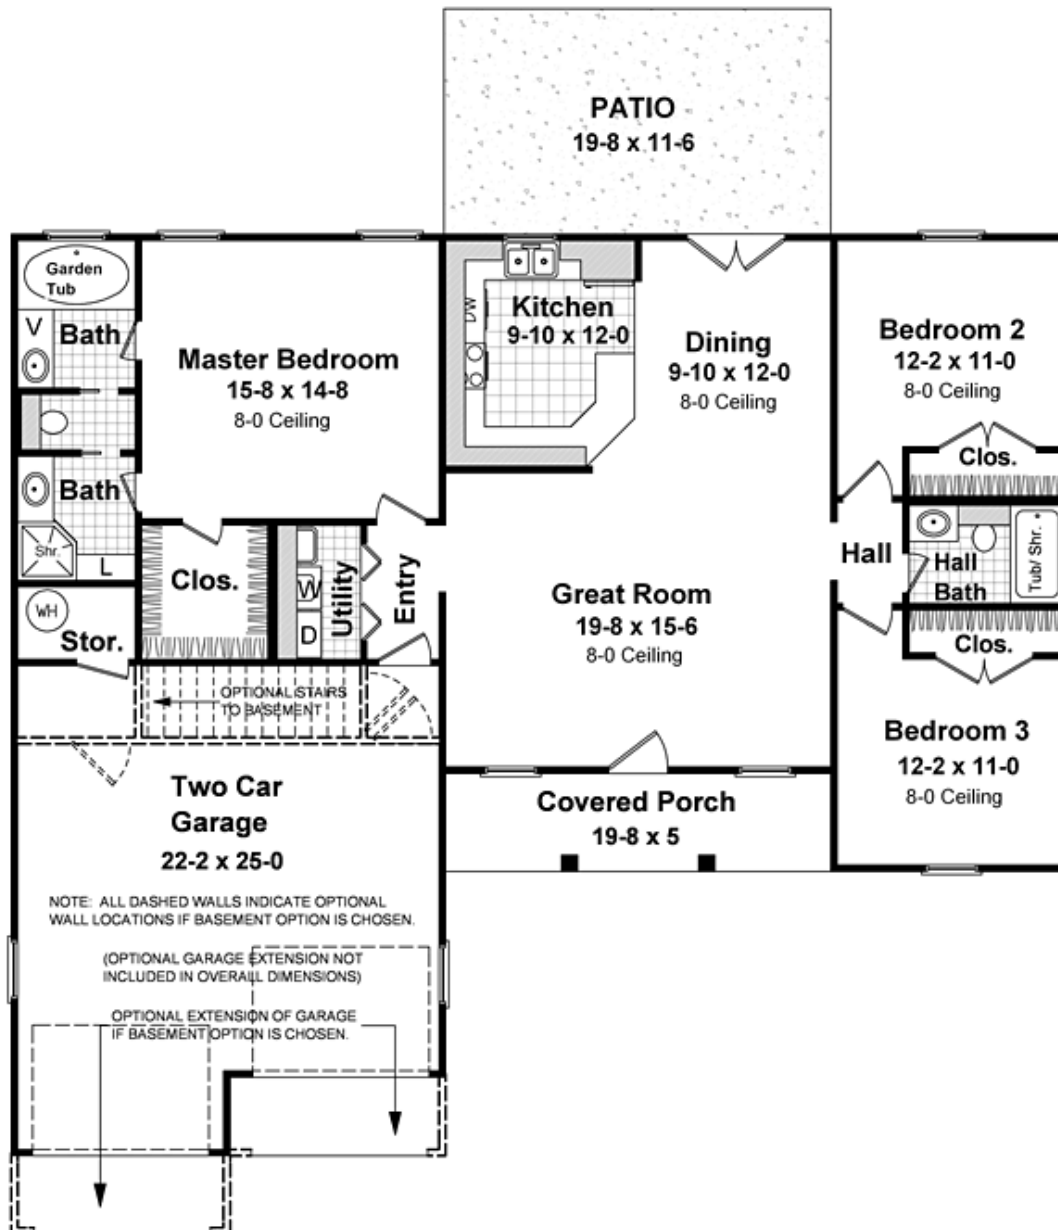 PATIO
19-8 x 11-6
Garden
Tub
V
Bath
Master Bedroom
15-8 x 14-8
8-0 Ceiling
Kitchen
9-10 x 12-0
DW
Dining
9-10 x 12-0
8-0 Ceiling
Bedroom 2
12-2 x 11-0
8-0 Ceiling
Clos.
Bath
Shr.
L
Clos.
W
D
Utility
Entry
Great Room
19-8 x 15-6
8-0 Ceiling
Hall
Hall
Bath
Tub/ Shr.
WH
Stor.
Clos.
OPTIONAL STAIRS
TO BASEMENT
Bedroom 3
12-2 x 11-0
8-0 Ceiling
Two Car
Garage
22-2 x 25-0
Covered Porch
19-8 x 5
NOTE: ALL DASHED WALLS INDICATE OPTIONAL
WALL LOCATIONS IF BASEMENT OPTION IS CHOSEN.
(OPTIONAL GARAGE EXTENSION NOT
INCLUDED IN OVERALL DIMENSIONS)
OPTIONAL EXTENSION OF GARAGE
IF BASEMENT OPTION IS CHOSEN.